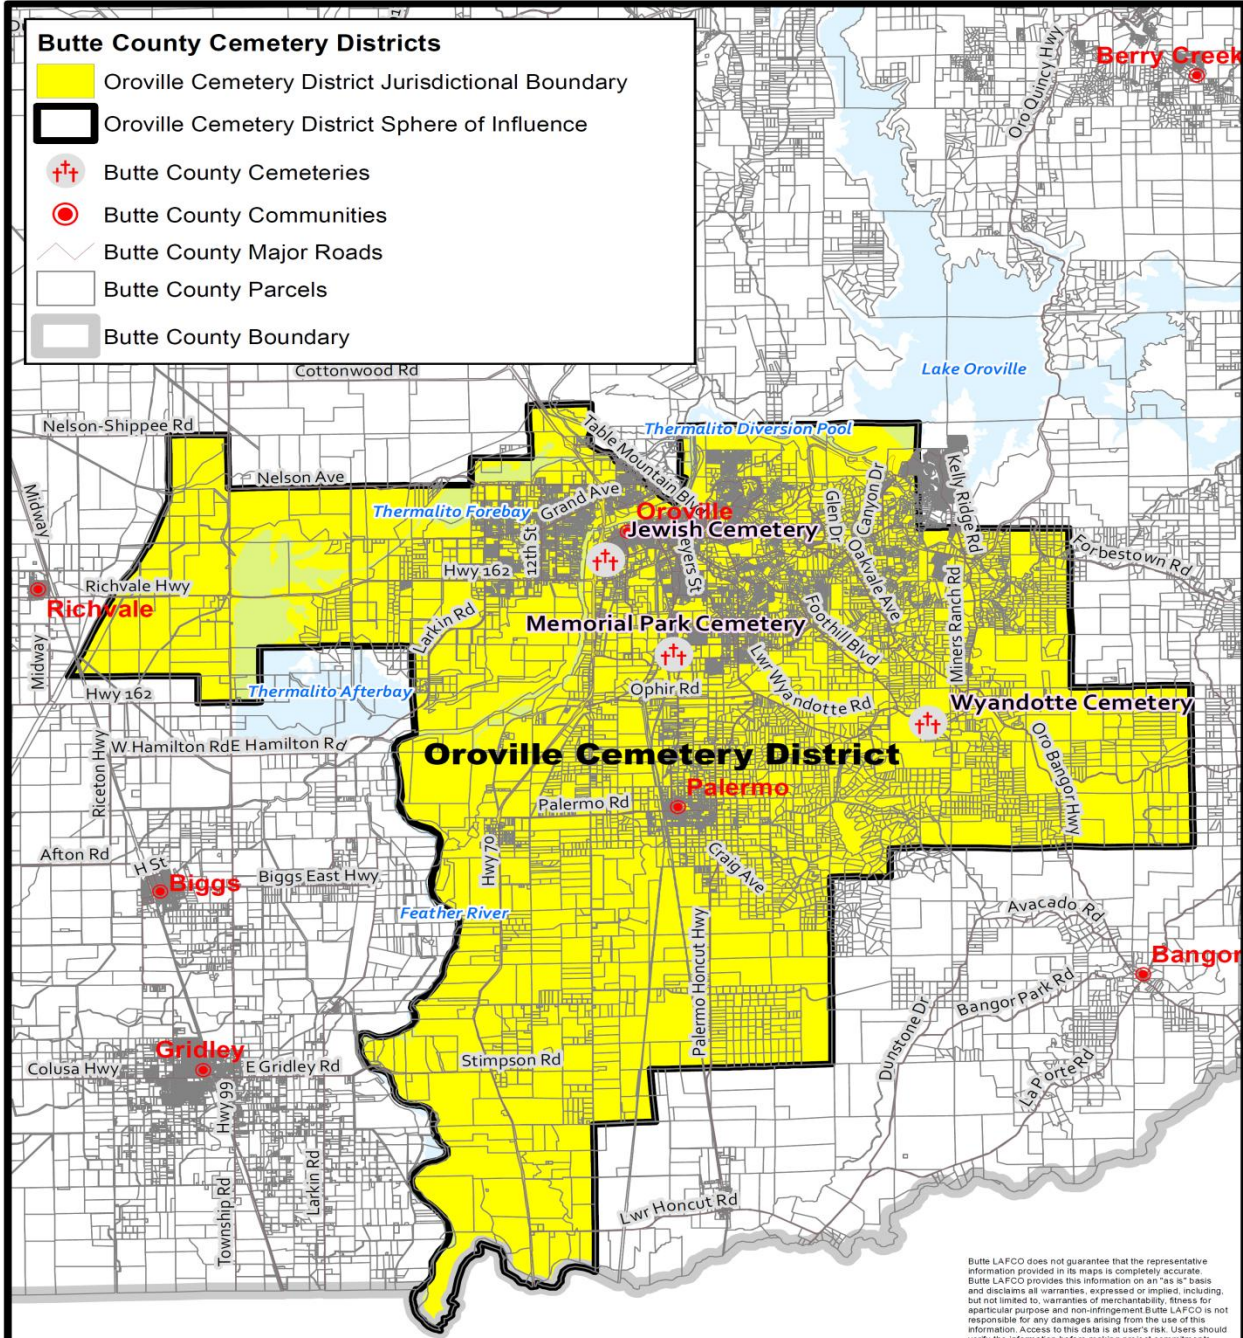 Butte County Cemetery Districts
Oroville Cemetery District Jurisdictional Boundary
Oroville Cemetery District Sphere of Influence
Butte County Cemeteries
Butte County Communities
Butte County Major Roads
Butte County Parcels
Butte County Boundary
Berry Creek
Oro Quincy Hwy
Lake Oroville
Cottonwood Rd
Nelson-Shippee Rd
Table Mountain Blvd
Thermalito Diversion Pool
Nelson Ave
Midway
Thermalito Forebay
Grand Ave
12th St
Oroville
Jewish Cemetery
Glen Dr
Canyon Dr
Kelly Ridge Rd
Forbestown Rd
Hwy 162
Oakvale Ave
Miners Ranch Rd
Richvale Hwy
Richvale
Larkin Rd
Memorial Park Cemetery
Foothill Blvd
Midway
Hwy 162
Thermalito Afterbay
Ophir Rd
Lwr Wyandotte Rd
Wyandotte Cemetery
Oro Bangor Hwy
W Hamilton Rd
E Hamilton Rd
Riceton Hwy
Oroville Cemetery District
Palermo
Palermo Rd
Hwy 70
Craig Ave
Afton Rd
H St
Biggs
Biggs East Hwy
Feather River
Avacado Rd
Bangor
Bangor Park Rd
Palermo Honcut Hwy
Dunstone Dr
La Porte Rd
Gridley
Colusa Hwy
E Gridley Rd
Stimpson Rd
Hwy 99
Larkin Rd
Township Rd
Lwr Honcut Rd
Butte LAFCO does not guarantee that the representative
information provided in its maps is completely accurate.
Butte LAFCO provides this information on an "as is" basis
and disclaims all warranties, expressed or implied, including,
but not limited to, warranties of merchantability, fitness for
aparticular purpose and non-infringement.Butte LAFCO is not
responsible for any damages arising from the use of this
information. Access to this data is at user's risk. Users should